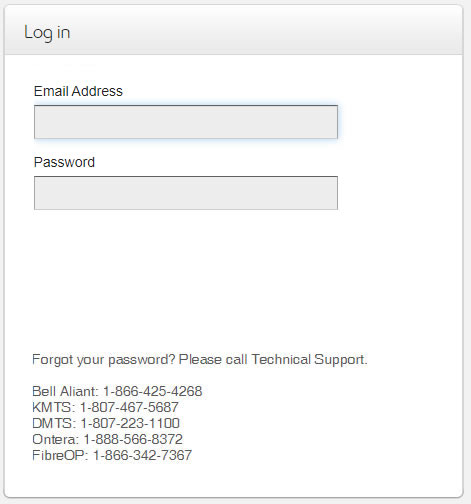 Log in
Email Address
Password
Forgot your password? Please call Technical Support.
Bell Aliant: 1-866-425-4268
KMTS: 1-807-467-5687
DMTS: 1-807-223-1100
Ontera: 1-888-566-8372
FibreOP: 1-866-342-7367